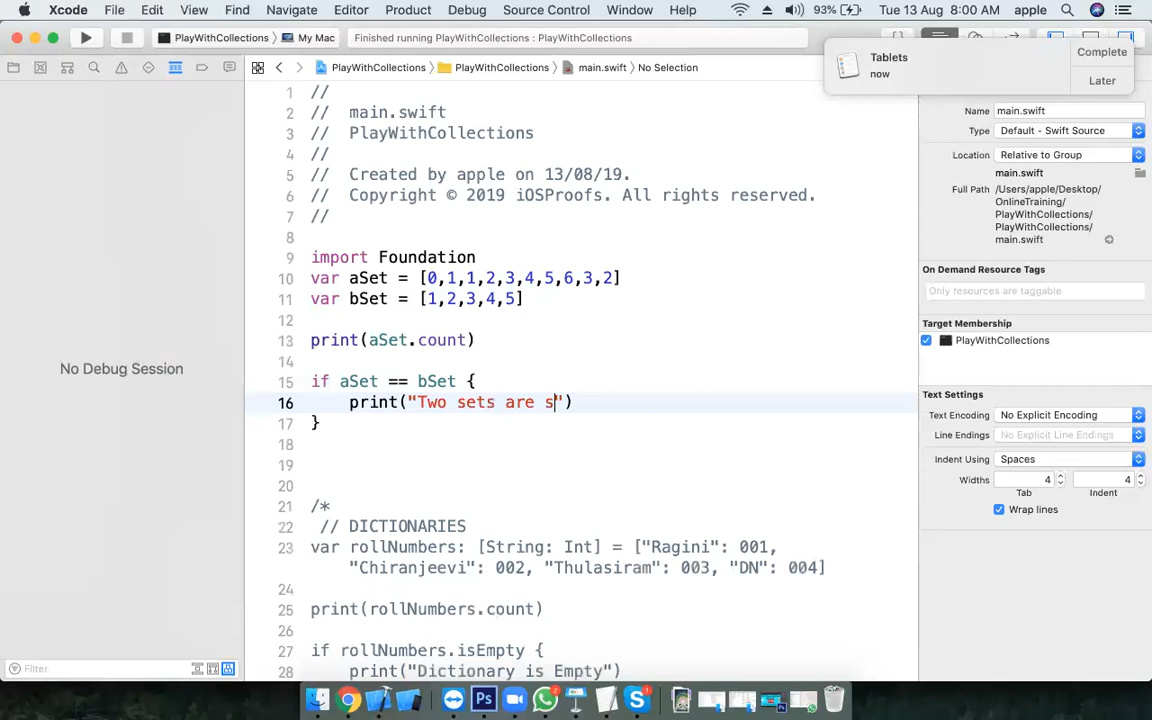 Xcode File Edit View Find Navigate Editor Product Debug Source Control Window Help 93% Tue 13 Aug 8:00 AM apple
PlayWithCollections My Mac Finished running PlayWithCollections : PlayWithCollections
Tablets
now
Complete
Later
PlayWithCollections PlayWithCollections main.swift No Selection
1 //
2 // main.swift
3 // PlayWithCollections
4 //
5 // Created by apple on 13/08/19.
6 // Copyright © 2019 iOSProofs. All rights reserved.
7 //
8
9 import Foundation
10 var aSet = [0,1,1,2,3,4,5,6,3,2]
11 var bSet = [1,2,3,4,5]
12
13 print(aSet.count)
14
15 if aSet == bSet {
16 print("Two sets are s")
17 }
18
19
20
21 /*
22 // DICTIONARIES
23 var rollNumbers: [String: Int] = ["Ragini": 001,
"Chiranjeevi": 002, "Thulasiram": 003, "DN": 004]
24
25 print(rollNumbers.count)
26
27 if rollNumbers.isEmpty {
28 print("Dictionary is Empty")
No Debug Session
Filter
Name main.swift
Type Default - Swift Source
Location Relative to Group
main.swift
Full Path /Users/apple/Desktop/
OnlineTraining/
PlayWithCollections/
PlayWithCollections/
main.swift
On Demand Resource Tags
Only resources are taggable
Target Membership
PlayWithCollections
Text Settings
Text Encoding No Explicit Encoding
Line Endings No Explicit Line Endings
Indent Using Spaces
Widths 4 4
Tab Indent
Wrap lines
Ps
2
S 1